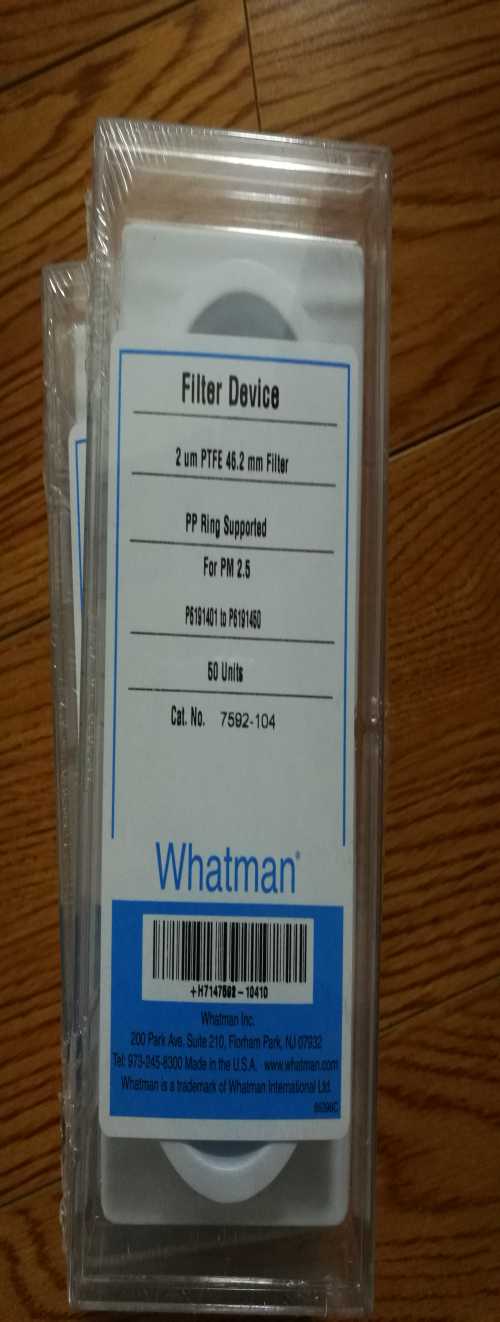 Filter Device
2 um PTFE 46.2 mm Filter
PP Ring Supported
For PM 2.5
P6191401 to P6191450
50 Units
Cat. No. 7592-104
Whatman®
+H7147592-10410
Whatman Inc.
200 Park Ave. Suite 210, Florham Park, NJ 07932
Tel: 973-245-8300 Made in the U.S.A. www.whatman.com
Whatman is a trademark of Whatman International Ltd.